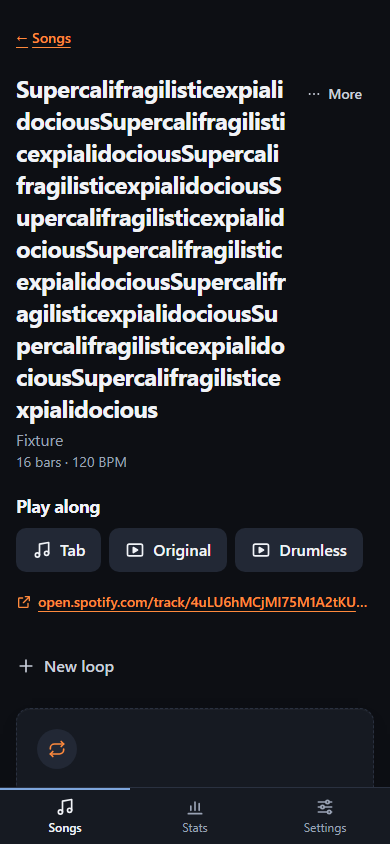 ← Songs
Supercalifragilisticexpiali
dociousSupercalifragilisti
cexpialidociousSupercali
fragilisticexpialidociousS
upercalifragilisticexpialid
ociousSupercalifragilistic
expialidociousSupercalifr
agilisticexpialidociousSu
percalifragilisticexpialido
ciousSupercalifragilistice
xpialidocious
··· More
Fixture
16 bars · 120 BPM
Play along
Tab Original Drumless
open.spotify.com/track/4uLU6hMCjMI75M1A2tKU...
+ New loop
Songs Stats Settings